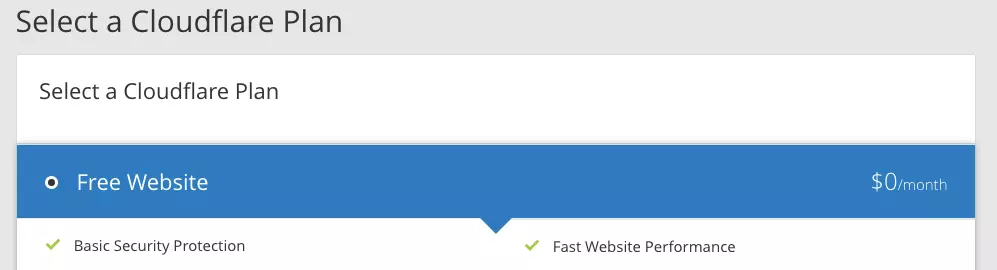 Select a Cloudflare Plan
Select a Cloudflare Plan
Free Website $0/month
Basic Security Protection Fast Website Performance